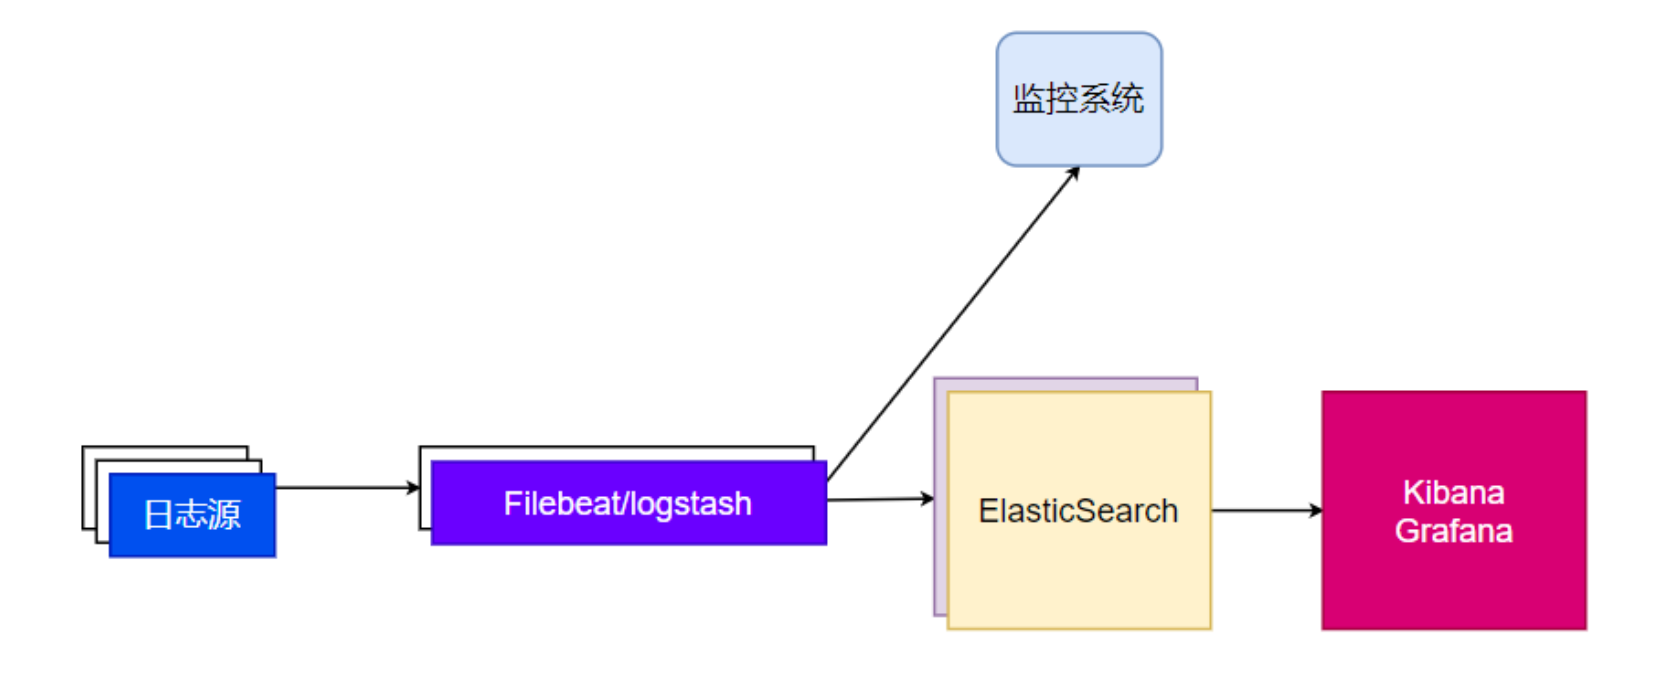 监控系统
日志源
Filebeat/logstash
ElasticSearch
Kibana
Grafana